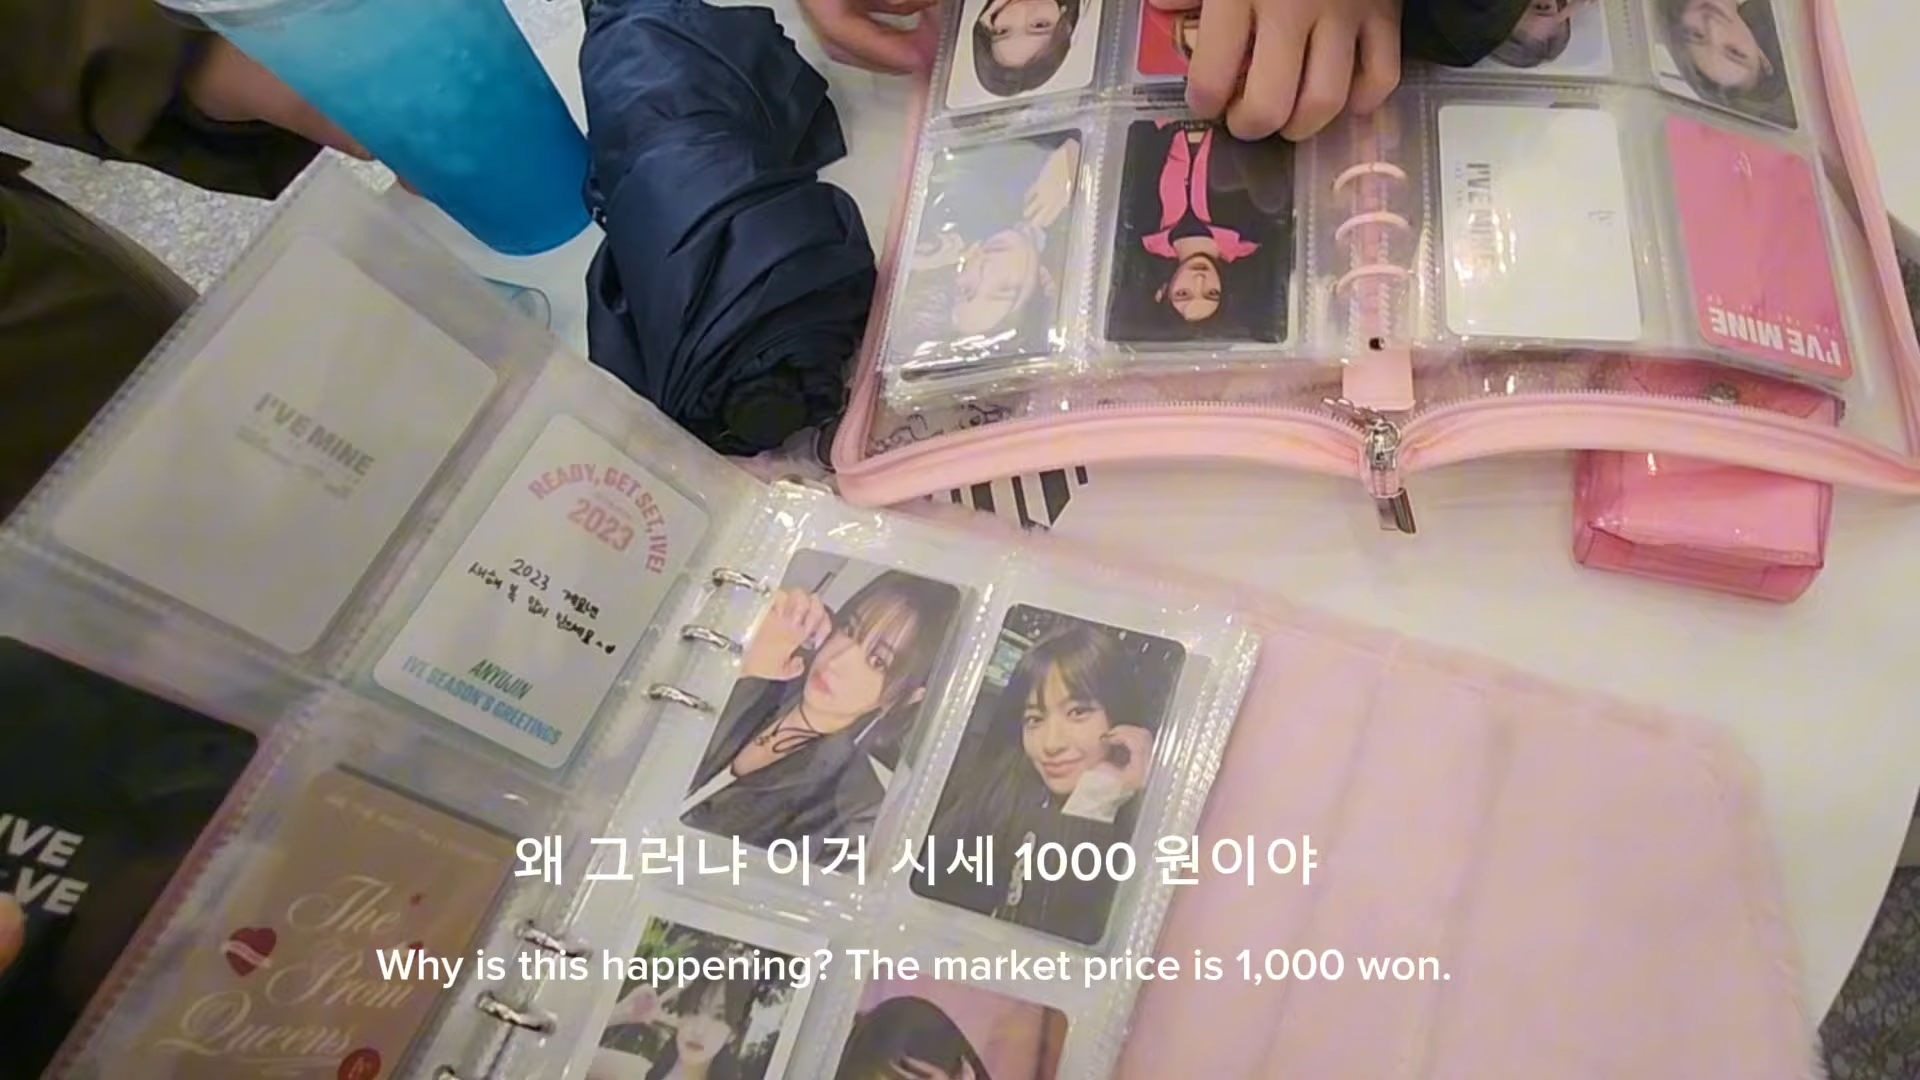 I'VE MINE
I'VE MINE
I'VE MINE
READY, GET SET, IVE!
2023
2023 계묘년
새해 복 많이 받으세요
ANYUJIN
IVE SEASON'S GREETINGS
IVE
The
Prom
Queens
왜 그러냐 이거 시세 1000 원이야
Why is this happening? The market price is 1,000 won.